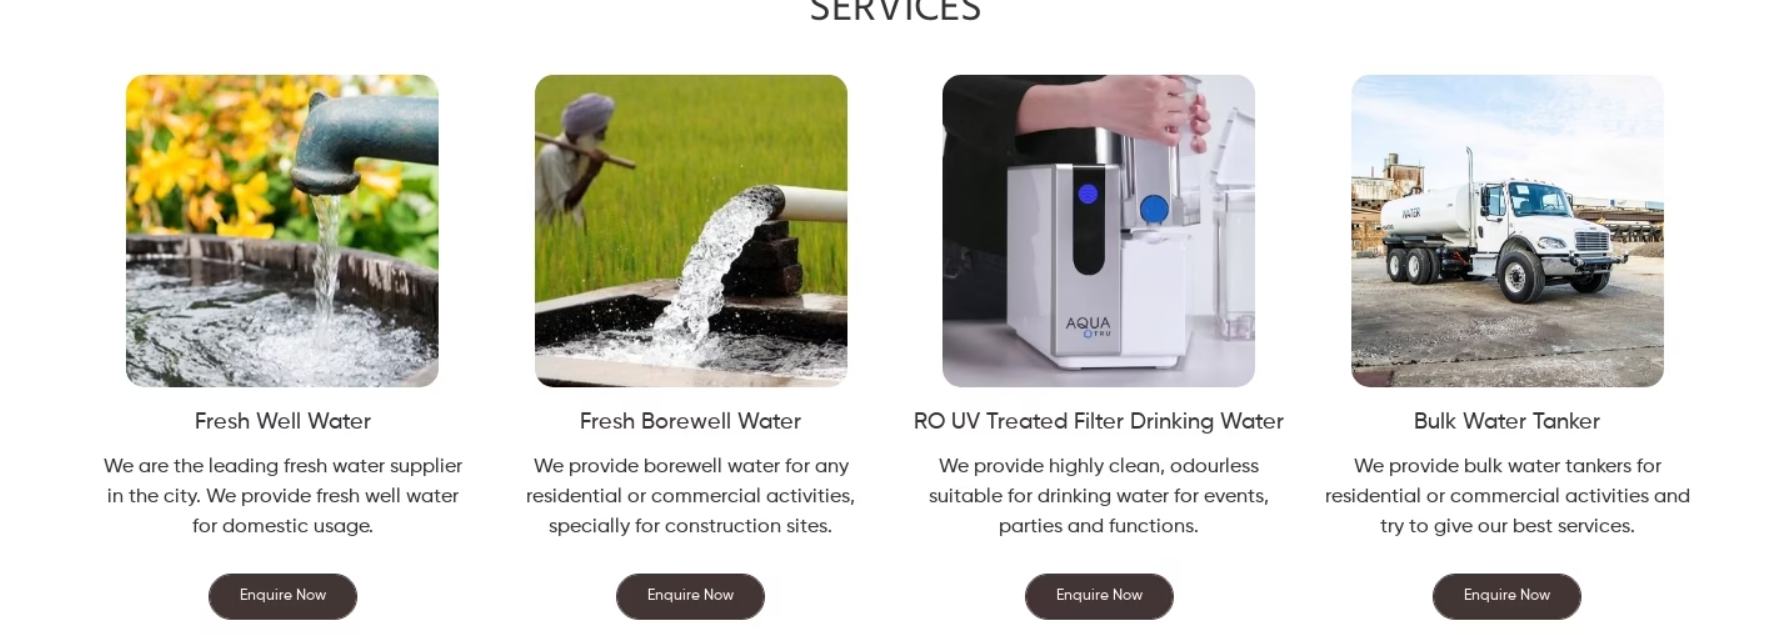 SERVICES
AQUA
TRU
WATER
Fresh Well Water
We are the leading fresh water supplier
in the city. We provide fresh well water
for domestic usage.
Enquire Now
Fresh Borewell Water
We provide borewell water for any
residential or commercial activities,
specially for construction sites.
Enquire Now
RO UV Treated Filter Drinking Water
We provide highly clean, odourless
suitable for drinking water for events,
parties and functions.
Enquire Now
Bulk Water Tanker
We provide bulk water tankers for
residential or commercial activities and
try to give our best services.
Enquire Now